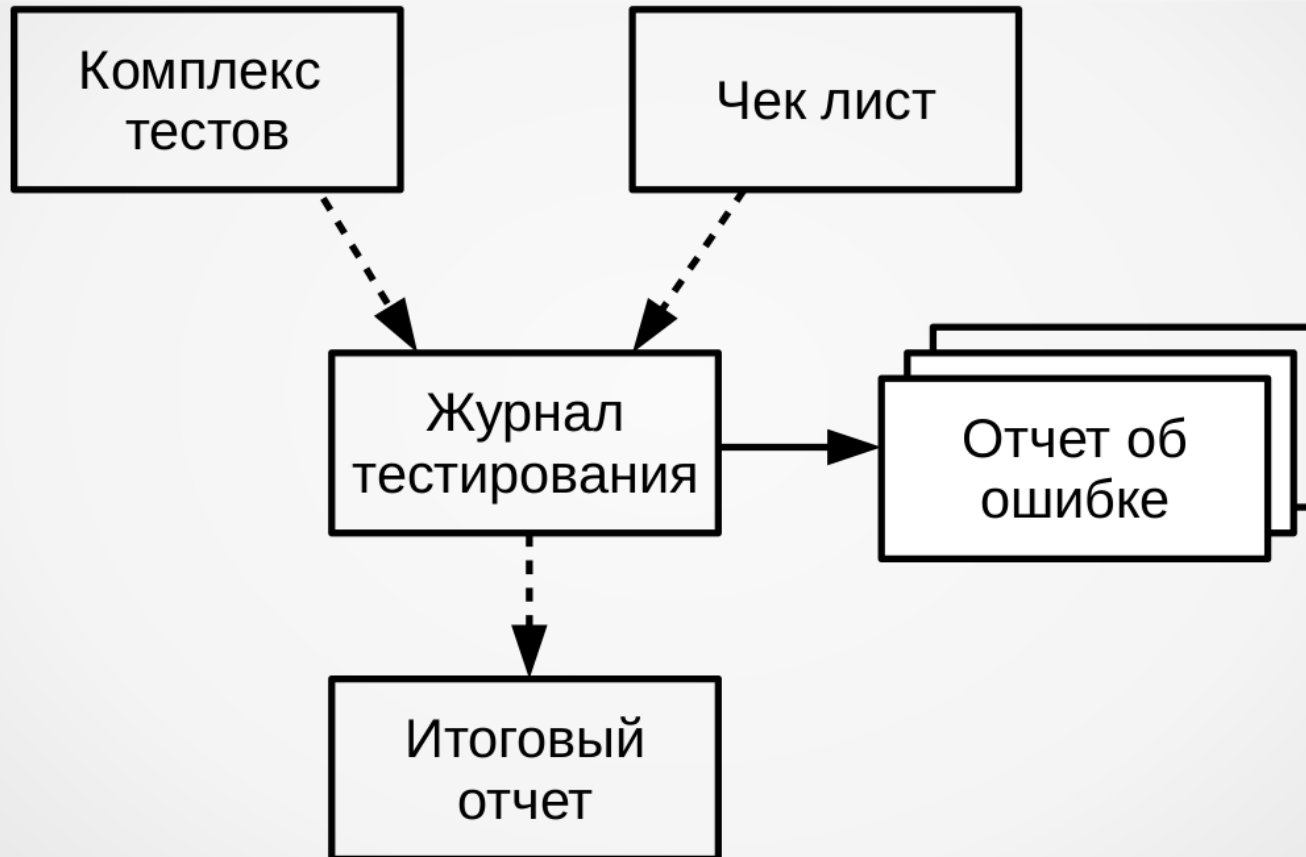 Комплекс
тестов
Чек лист
Журнал
тестирования
Отчет об
ошибке
Итоговый
отчет